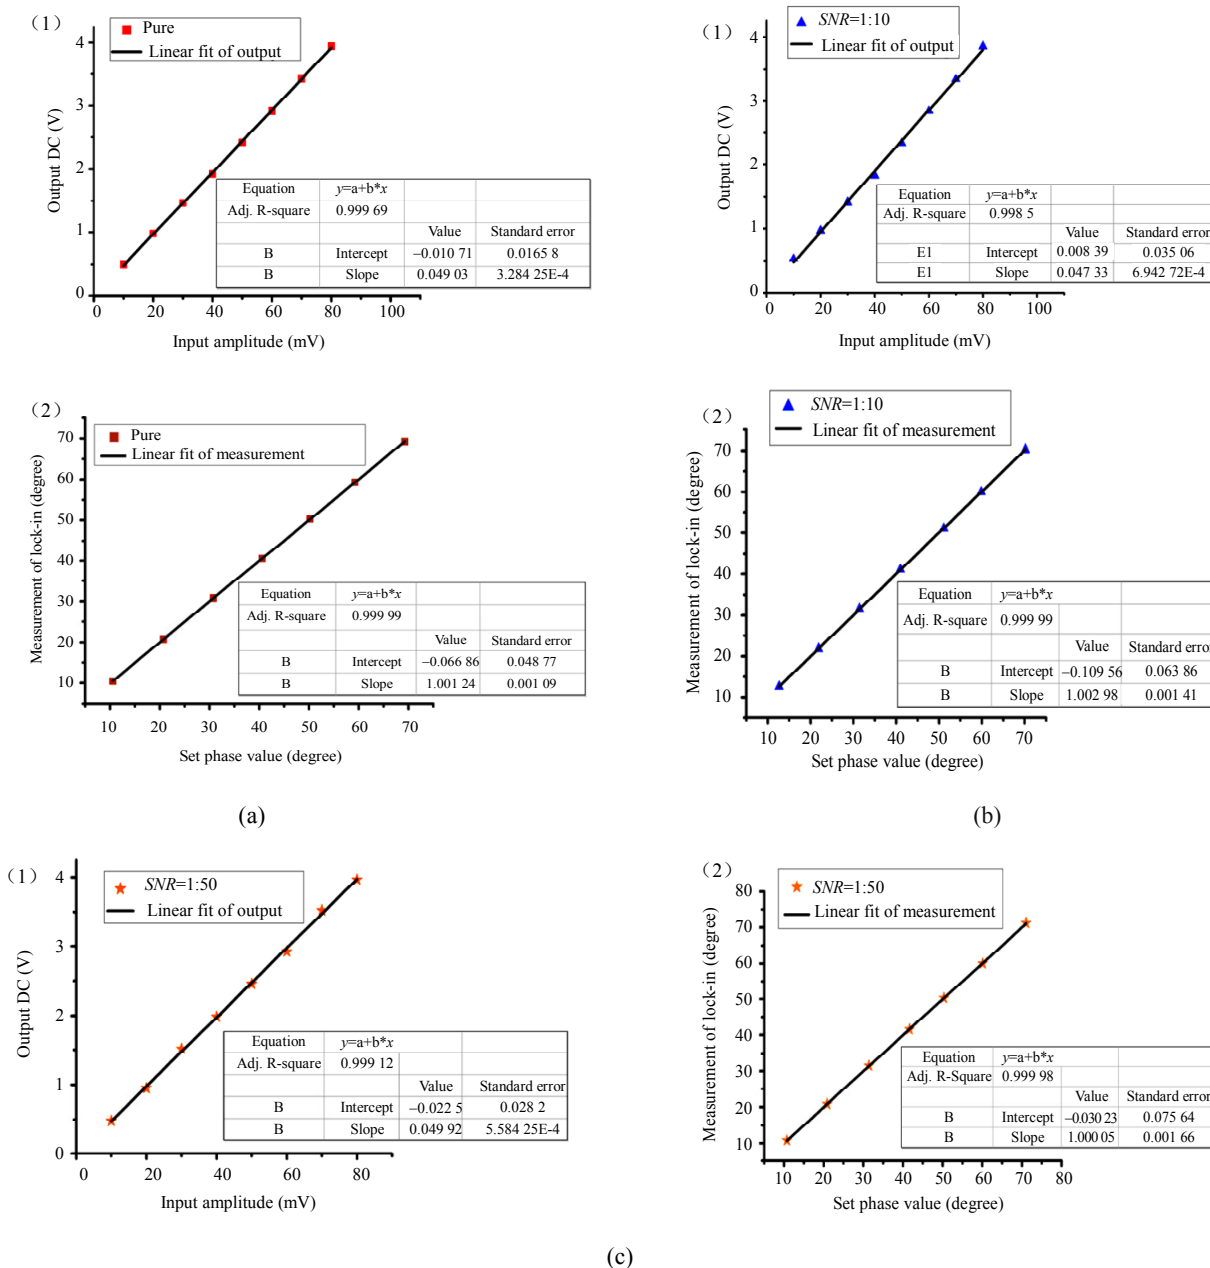 (1)
Pure
Linear fit of output
Output DC (V)
4
3
2
1
0
0 20 40 60 80 100
Input amplitude (mV)
Equation y=a+b*x
Adj. R-square 0.999 69
Value Standard error
B Intercept −0.010 71 0.0165 8
B Slope 0.049 03 3.284 25E-4
(1)
SNR=1:10
Linear fit of output
Output DC (V)
4
3
2
1
0
0 20 40 60 80 100
Input amplitude (mV)
Equation y=a+b*x
Adj. R-square 0.998 5
Value Standard error
E1 Intercept 0.008 39 0.035 06
E1 Slope 0.047 33 6.942 72E-4
(2)
Pure
Linear fit of measurement
Measurement of lock-in (degree)
70
60
50
40
30
20
10
10 20 30 40 50 60 70
Set phase value (degree)
Equation y=a+b*x
Adj. R-square 0.999 99
Value Standard error
B Intercept −0.066 86 0.048 77
B Slope 1.001 24 0.001 09
(a)
(2)
SNR=1:10
Linear fit of measurement
Measurement of lock-in (degree)
70
60
50
40
30
20
10
10 20 30 40 50 60 70
Set phase value (degree)
Equation y=a+b*x
Adj. R-square 0.999 99
Value Standard error
B Intercept −0.109 56 0.063 86
B Slope 1.002 98 0.001 41
(b)
(1)
SNR=1:50
Linear fit of output
Output DC (V)
4
3
2
1
0
0 20 40 60 80
Input amplitude (mV)
Equation y=a+b*x
Adj. R-square 0.999 12
Value Standard error
B Intercept −0.022 5 0.028 2
B Slope 0.049 92 5.584 25E-4
(2)
SNR=1:50
Linear fit of measurement
Measurement of lock-in (degree)
80
70
60
50
40
30
20
10
10 20 30 40 50 60 70 80
Set phase value (degree)
Equation y=a+b*x
Adj. R-Square 0.999 98
Value Standard error
B Intercept −0.030 23 0.075 64
B Slope 1.000 05 0.001 66
(c)